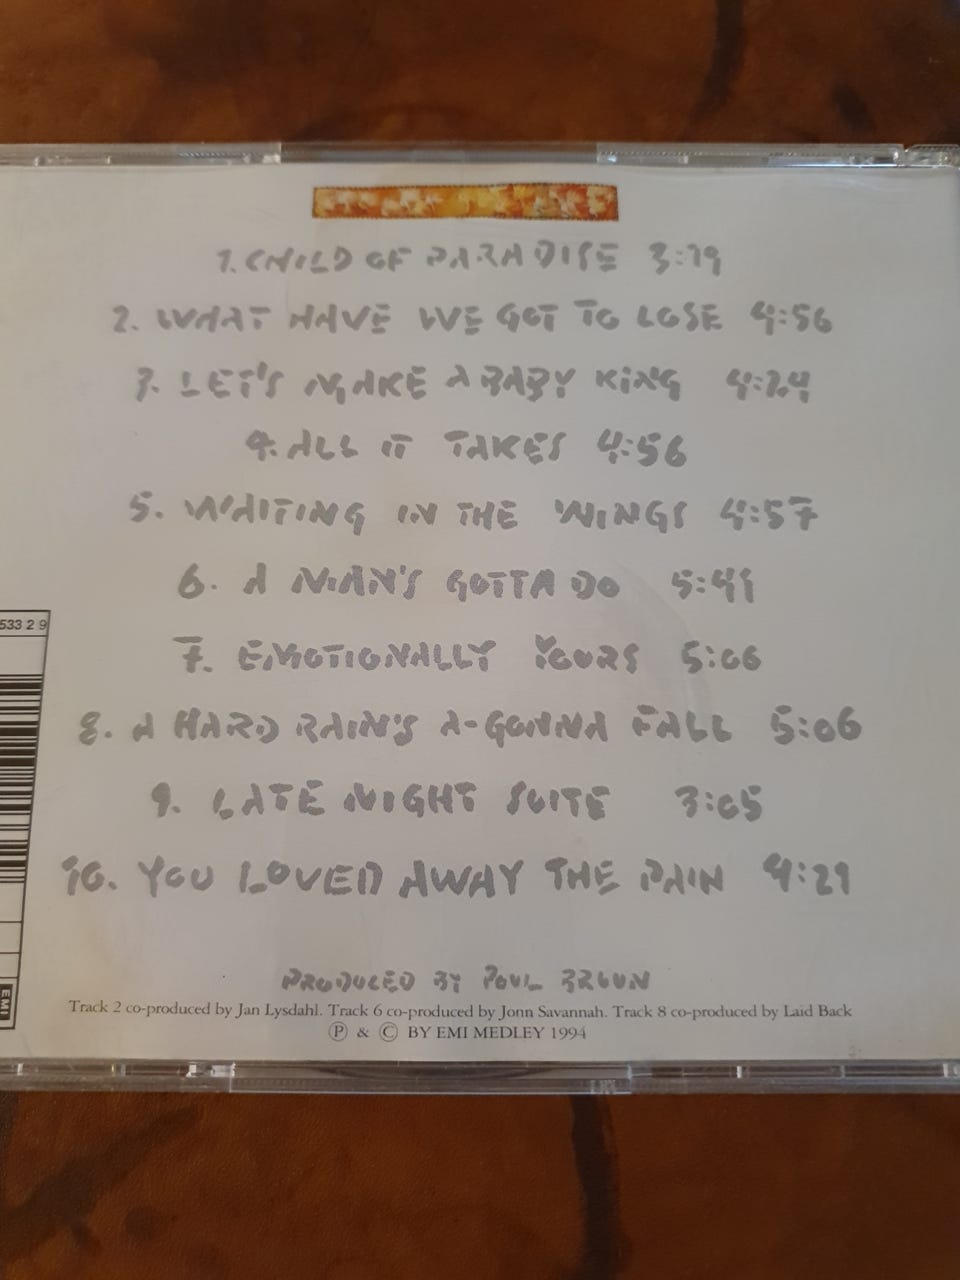 1. CHILD OF PARADISE 3:19
2. WHAT HAVE WE GOT TO LOSE 4:56
3. LET'S MAKE A BABY KING 4:24
4. ALL IT TAKES 4:56
5. WAITING IN THE WINGS 4:57
6. A MAN'S GOTTA DO 5:41
7. EMOTIONALLY YOURS 5:06
8. A HARD RAIN'S A-GONNA FALL 5:06
9. LATE NIGHT SUITE 3:05
10. YOU LOVED AWAY THE PAIN 4:21
PRODUCED BY POUL BRUUN
Track 2 co-produced by Jan Lysdahl. Track 6 co-produced by Jonn Savannah. Track 8 co-produced by Laid Back
Ⓟ & © BY EMI MEDLEY 1994
533 2 9
EMI